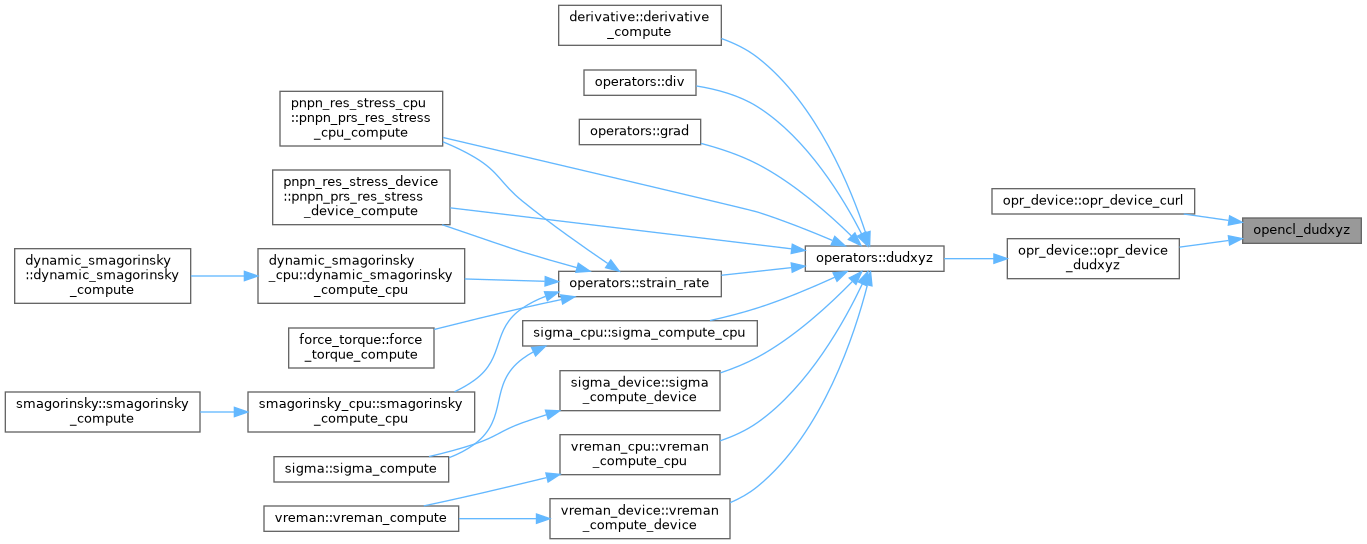 derivative::derivative
_compute
operators::div
pnpn_res_stress_cpu
::pnpn_prs_res_stress
_cpu_compute
operators::grad
pnpn_res_stress_device
::pnpn_prs_res_stress
_device_compute
opr_device::opr_device_curl
opencl_dudxyz
dynamic_smagorinsky
::dynamic_smagorinsky
_compute
dynamic_smagorinsky
_cpu::dynamic_smagorinsky
_compute_cpu
operators::strain_rate
operators::dudxyz
opr_device::opr_device
_dudxyz
force_torque::force
_torque_compute
sigma_cpu::sigma_compute_cpu
smagorinsky::smagorinsky
_compute
smagorinsky_cpu::smagorinsky
_compute_cpu
sigma_device::sigma
_compute_device
sigma::sigma_compute
vreman_cpu::vreman
_compute_cpu
vreman::vreman_compute
vreman_device::vreman
_compute_device